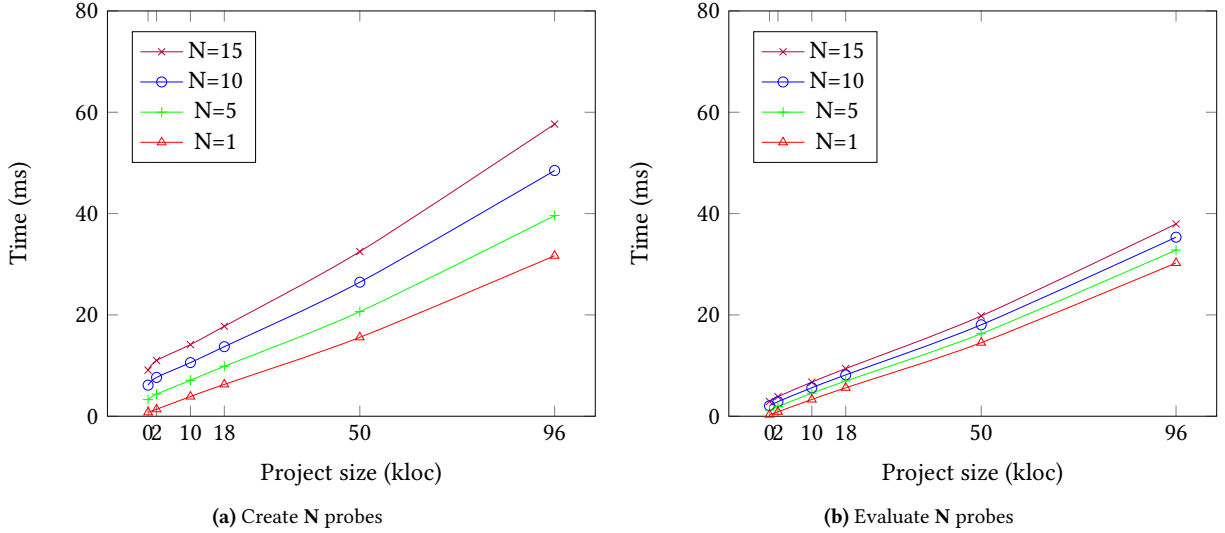 80
60
40
20
0
Time (ms)
N=15
N=10
N=5
N=1
0 2 10 18 50 96
Project size (kloc)
(a) Create N probes
80
60
40
20
0
Time (ms)
N=15
N=10
N=5
N=1
0 2 10 18 50 96
Project size (kloc)
(b) Evaluate N probes